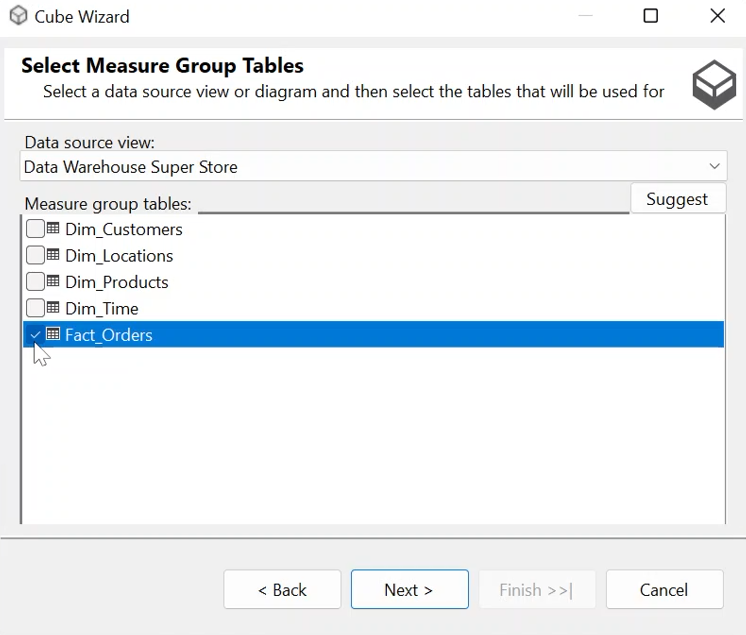 Cube Wizard
Select Measure Group Tables
Select a data source view or diagram and then select the tables that will be used for
Data source view:
Data Warehouse Super Store
Measure group tables:
Suggest
Dim_Customers
Dim_Locations
Dim_Products
Dim_Time
Fact_Orders
< Back
Next >
Finish >>|
Cancel